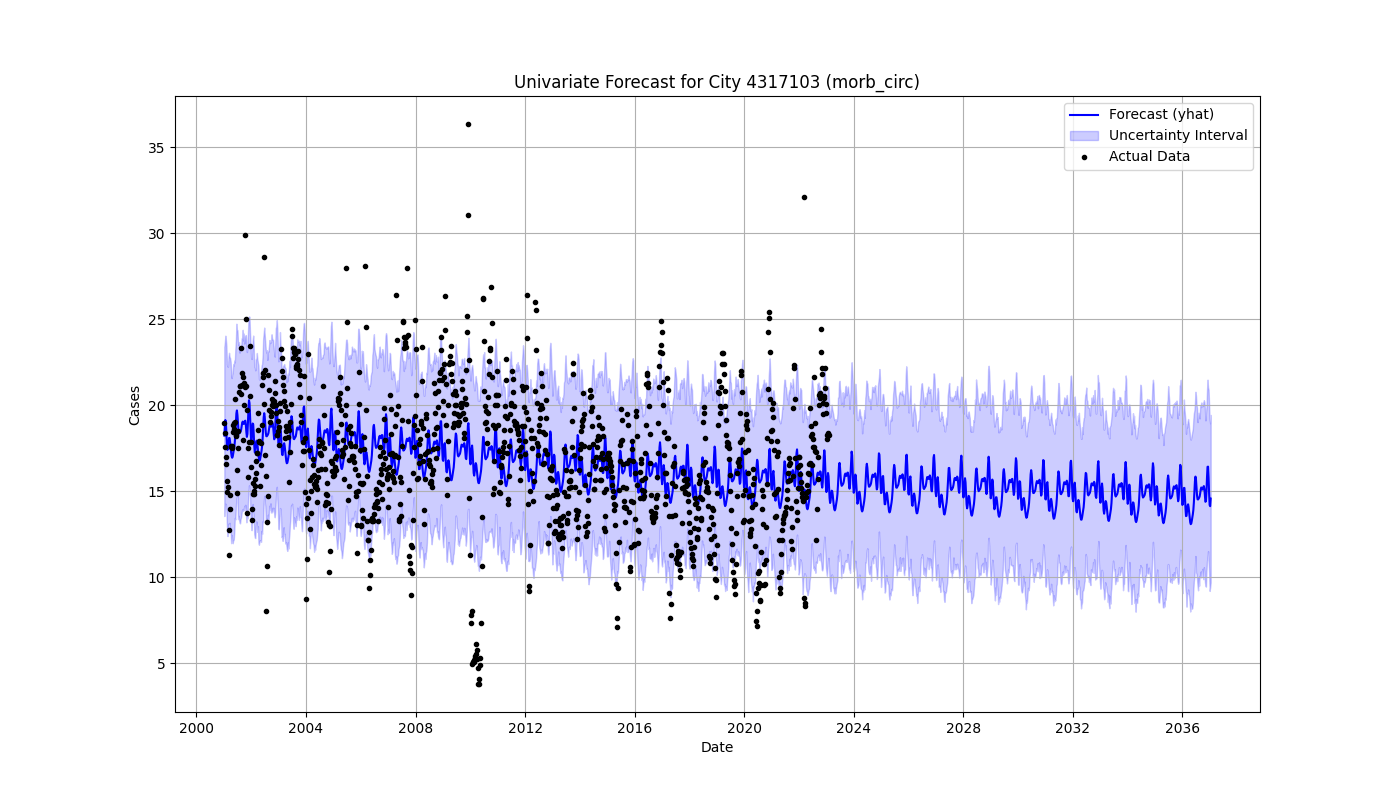 Univariate Forecast for City 4317103 (morb_circ)
Forecast (yhat)
Uncertainty Interval
Actual Data
Cases
35
30
25
20
15
10
5
2000 2004 2008 2012 2016 2020 2024 2028 2032 2036
Date